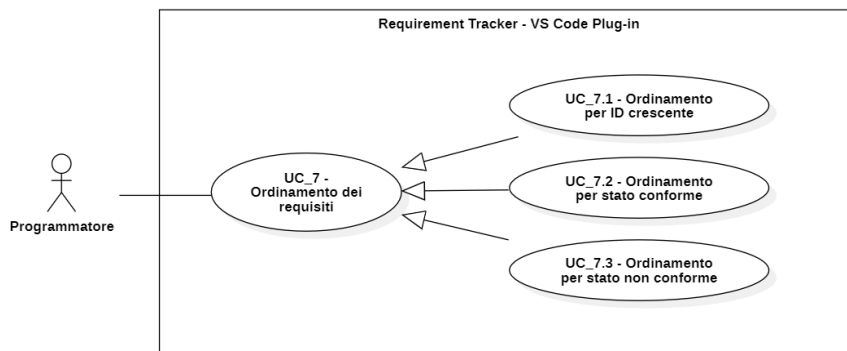 Requirement Tracker - VS Code Plug-in
UC_7.1 - Ordinamento
per ID crescente
UC_7 -
Ordinamento dei
requisiti
UC_7.2 - Ordinamento
per stato conforme
Programmatore
UC_7.3 - Ordinamento
per stato non conforme